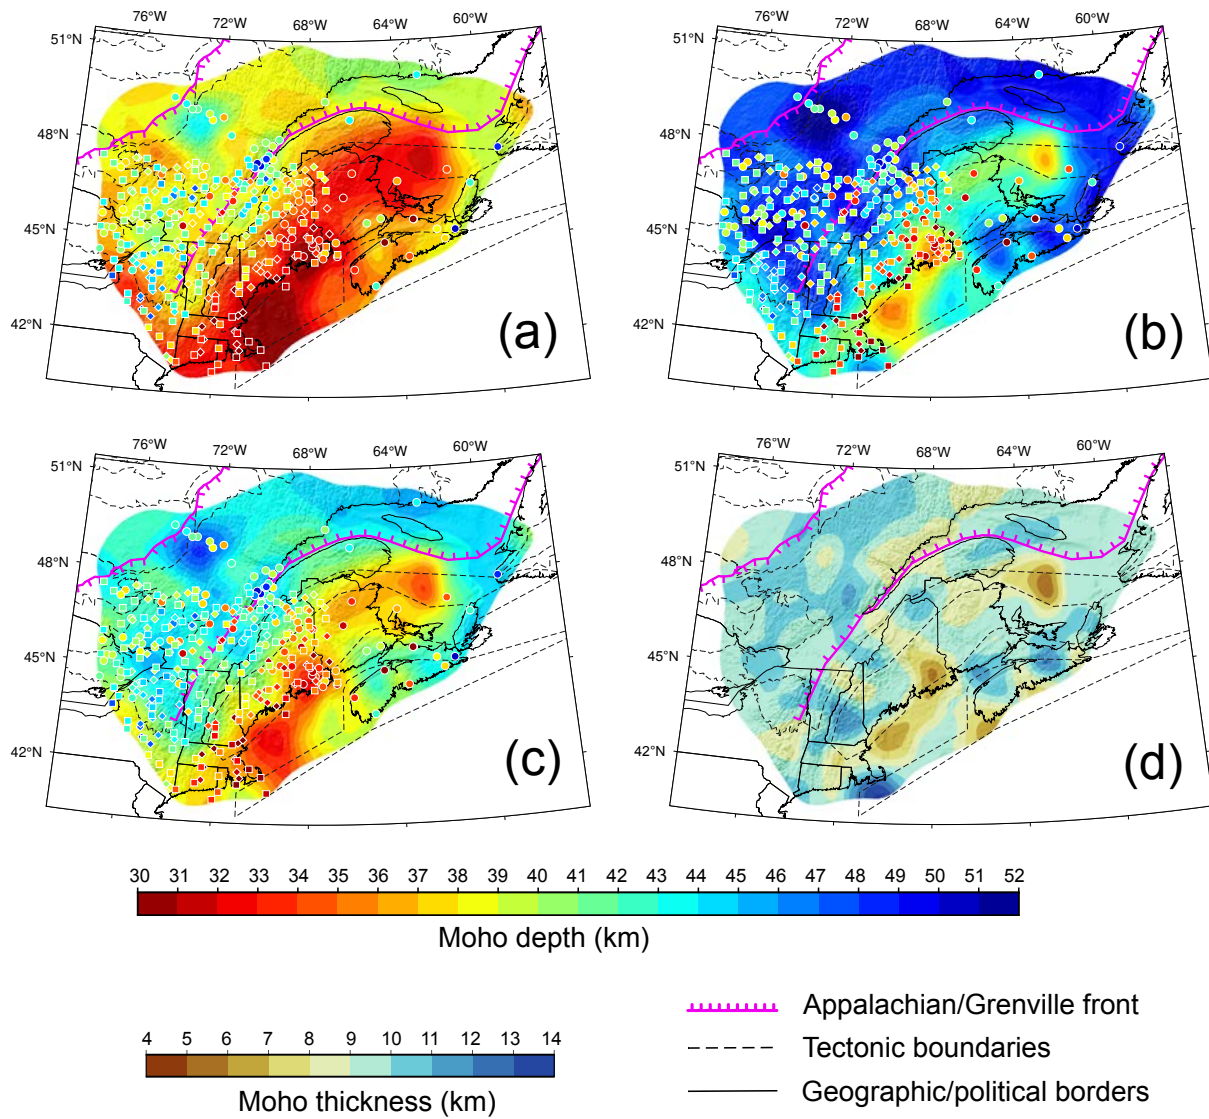 76°W 72°W 68°W 64°W 60°W
51°N
48°N
45°N
42°N
(a)
76°W 72°W 68°W 64°W 60°W
51°N
48°N
45°N
42°N
(b)
76°W 72°W 68°W 64°W 60°W
51°N
48°N
45°N
42°N
(c)
76°W 72°W 68°W 64°W 60°W
51°N
48°N
45°N
42°N
(d)
30 31 32 33 34 35 36 37 38 39 40 41 42 43 44 45 46 47 48 49 50 51 52
Moho depth (km)
4 5 6 7 8 9 10 11 12 13 14
Moho thickness (km)
Appalachian/Grenville front
Tectonic boundaries
Geographic/political borders